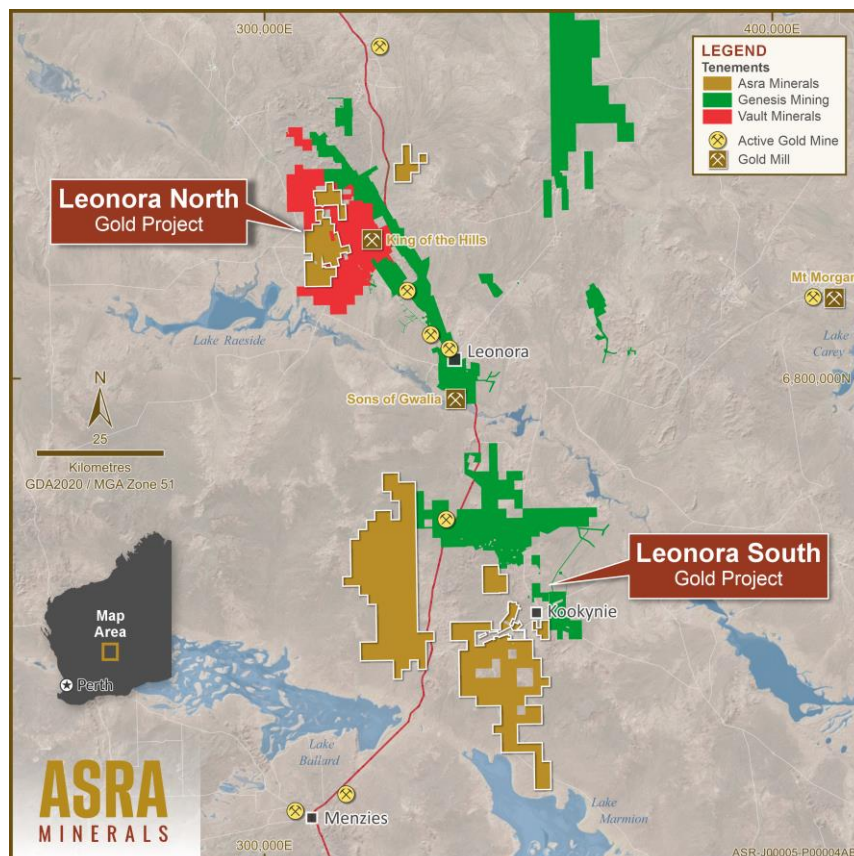 300,000E
400,000E
LEGEND
Tenements
Asra Minerals
Genesis Mining
Vault Minerals
Active Gold Mine
Gold Mill
Leonora North
Gold Project
King of the Hills
Mt Morgan
Lake Raeside
Lake
Carey
Leonora
6,800,000N
Sons of Gwalia
N
25
Kilometres
GDA2020 / MGA Zone 51
Leonora South
Gold Project
Kookynie
Map
Area
Perth
Lake
Ballard
Lake
Marmion
Menzies
ASRA
MINERALS
300,000E